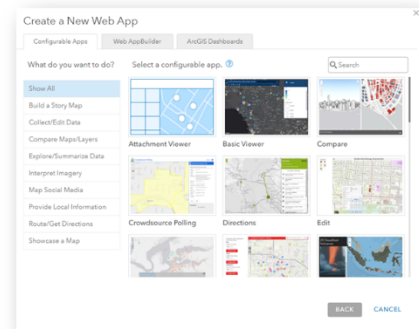 Create a New Web App
Configurable Apps
Web AppBuilder
ArcGIS Dashboards
What do you want to do?
Select a configurable app.
Search
Show All
Build a Story Map
Collect/Edit Data
Compare Maps/Layers
Explore/Summarize Data
Interpret Imagery
Map Social Media
Provide Local Information
Route/Get Directions
Showcase a Map
Attachment Viewer
Basic Viewer
Compare
Crowdsource Polling
Directions
Edit
BACK
CANCEL